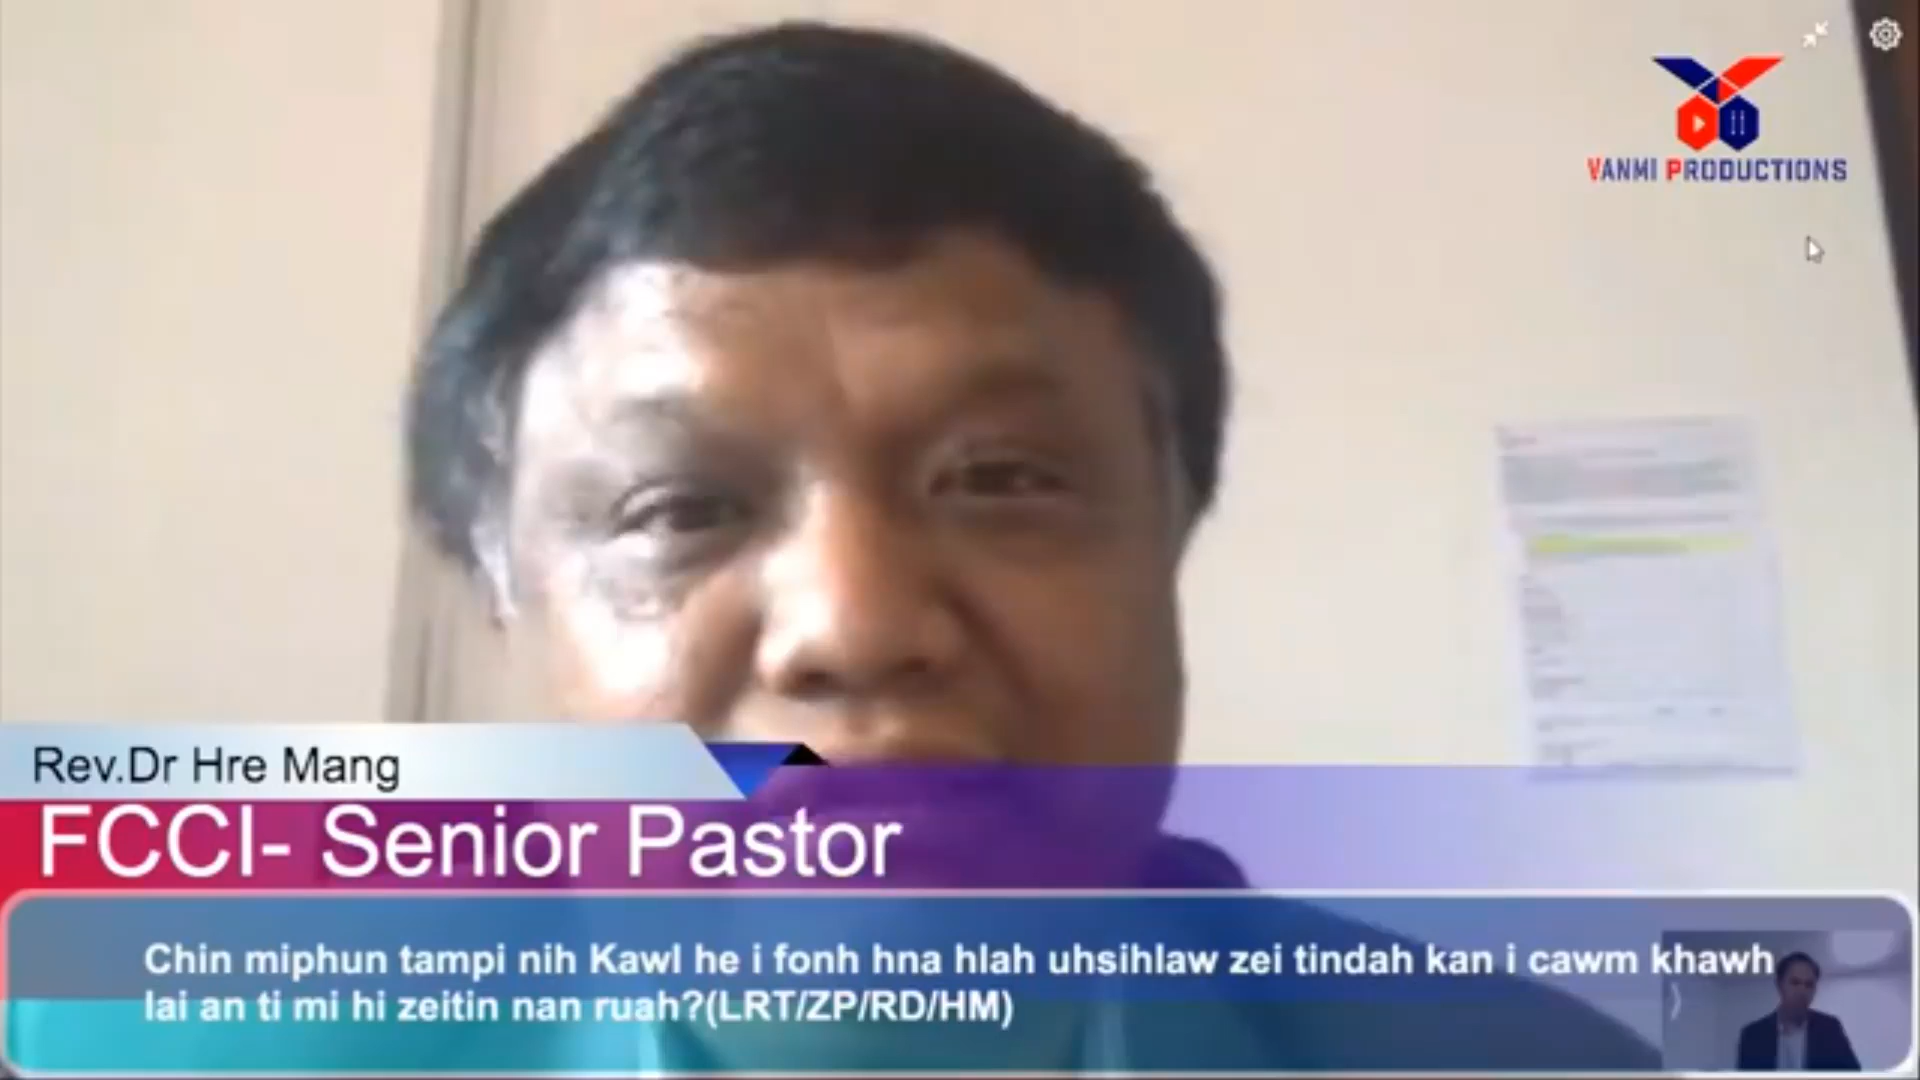 VANMI PRODUCTIONS
Rev.Dr Hre Mang
FCCI- Senior Pastor
Chin miphun tampi nih Kawl he i fonh hna hlah uhsihlaw zei tindah kan i cawm khawh
lai an ti mi hi zeitin nan ruah?(LRT/ZP/RD/HM)